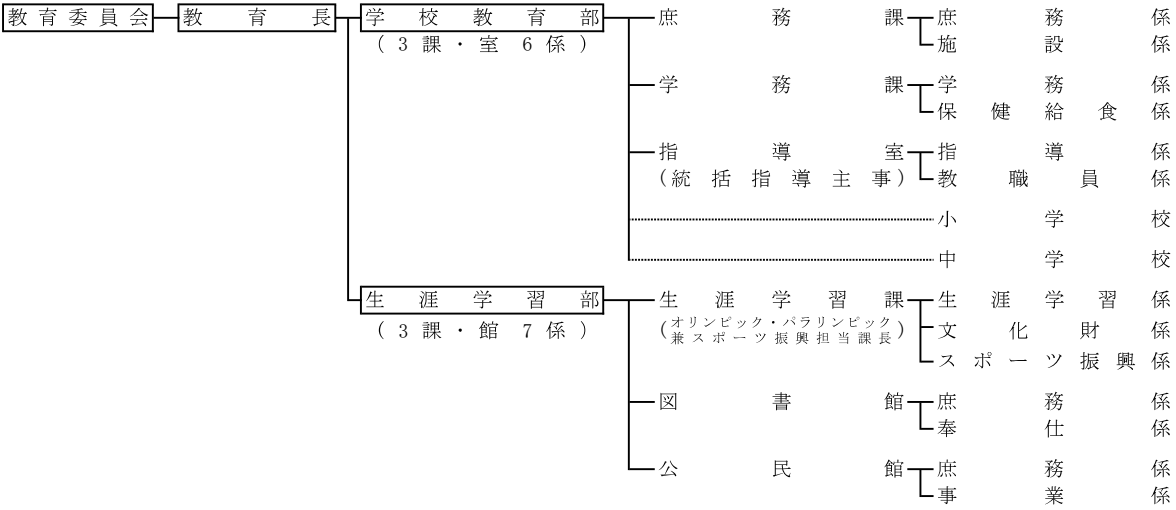 教育委員会 教育長 学校教育部 庶務課 庶務係
(3課・室6係) 施設係
学務課 学務係
保健給食係
指導室 指導係
(統括指導主事) 教職員係
小学校
中学校
生涯学習部 生涯学習課 生涯学習係
(3課・館7係) (オリンピック・パラリンピック
兼スポーツ振興担当課長) 文化財係
スポーツ振興係
図書館 庶務係
奉仕係
公民館 庶務係
事業係